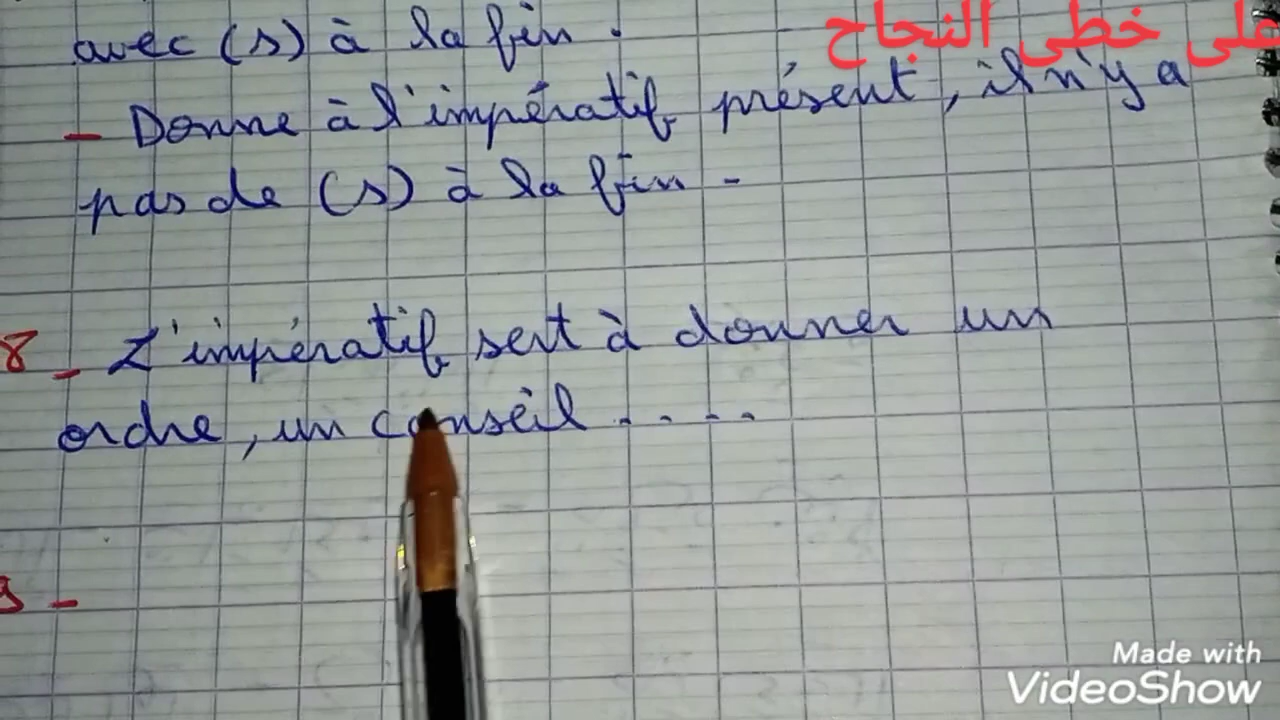 avec (s) à la fin.
على خطى النجاح
- Donne à l'impératif présent, il n'y a
pas de (s) à la fin -
8 - L'impératif sert à donner un
ordre, un conseil . . . .
9 -
Made with
VideoShow